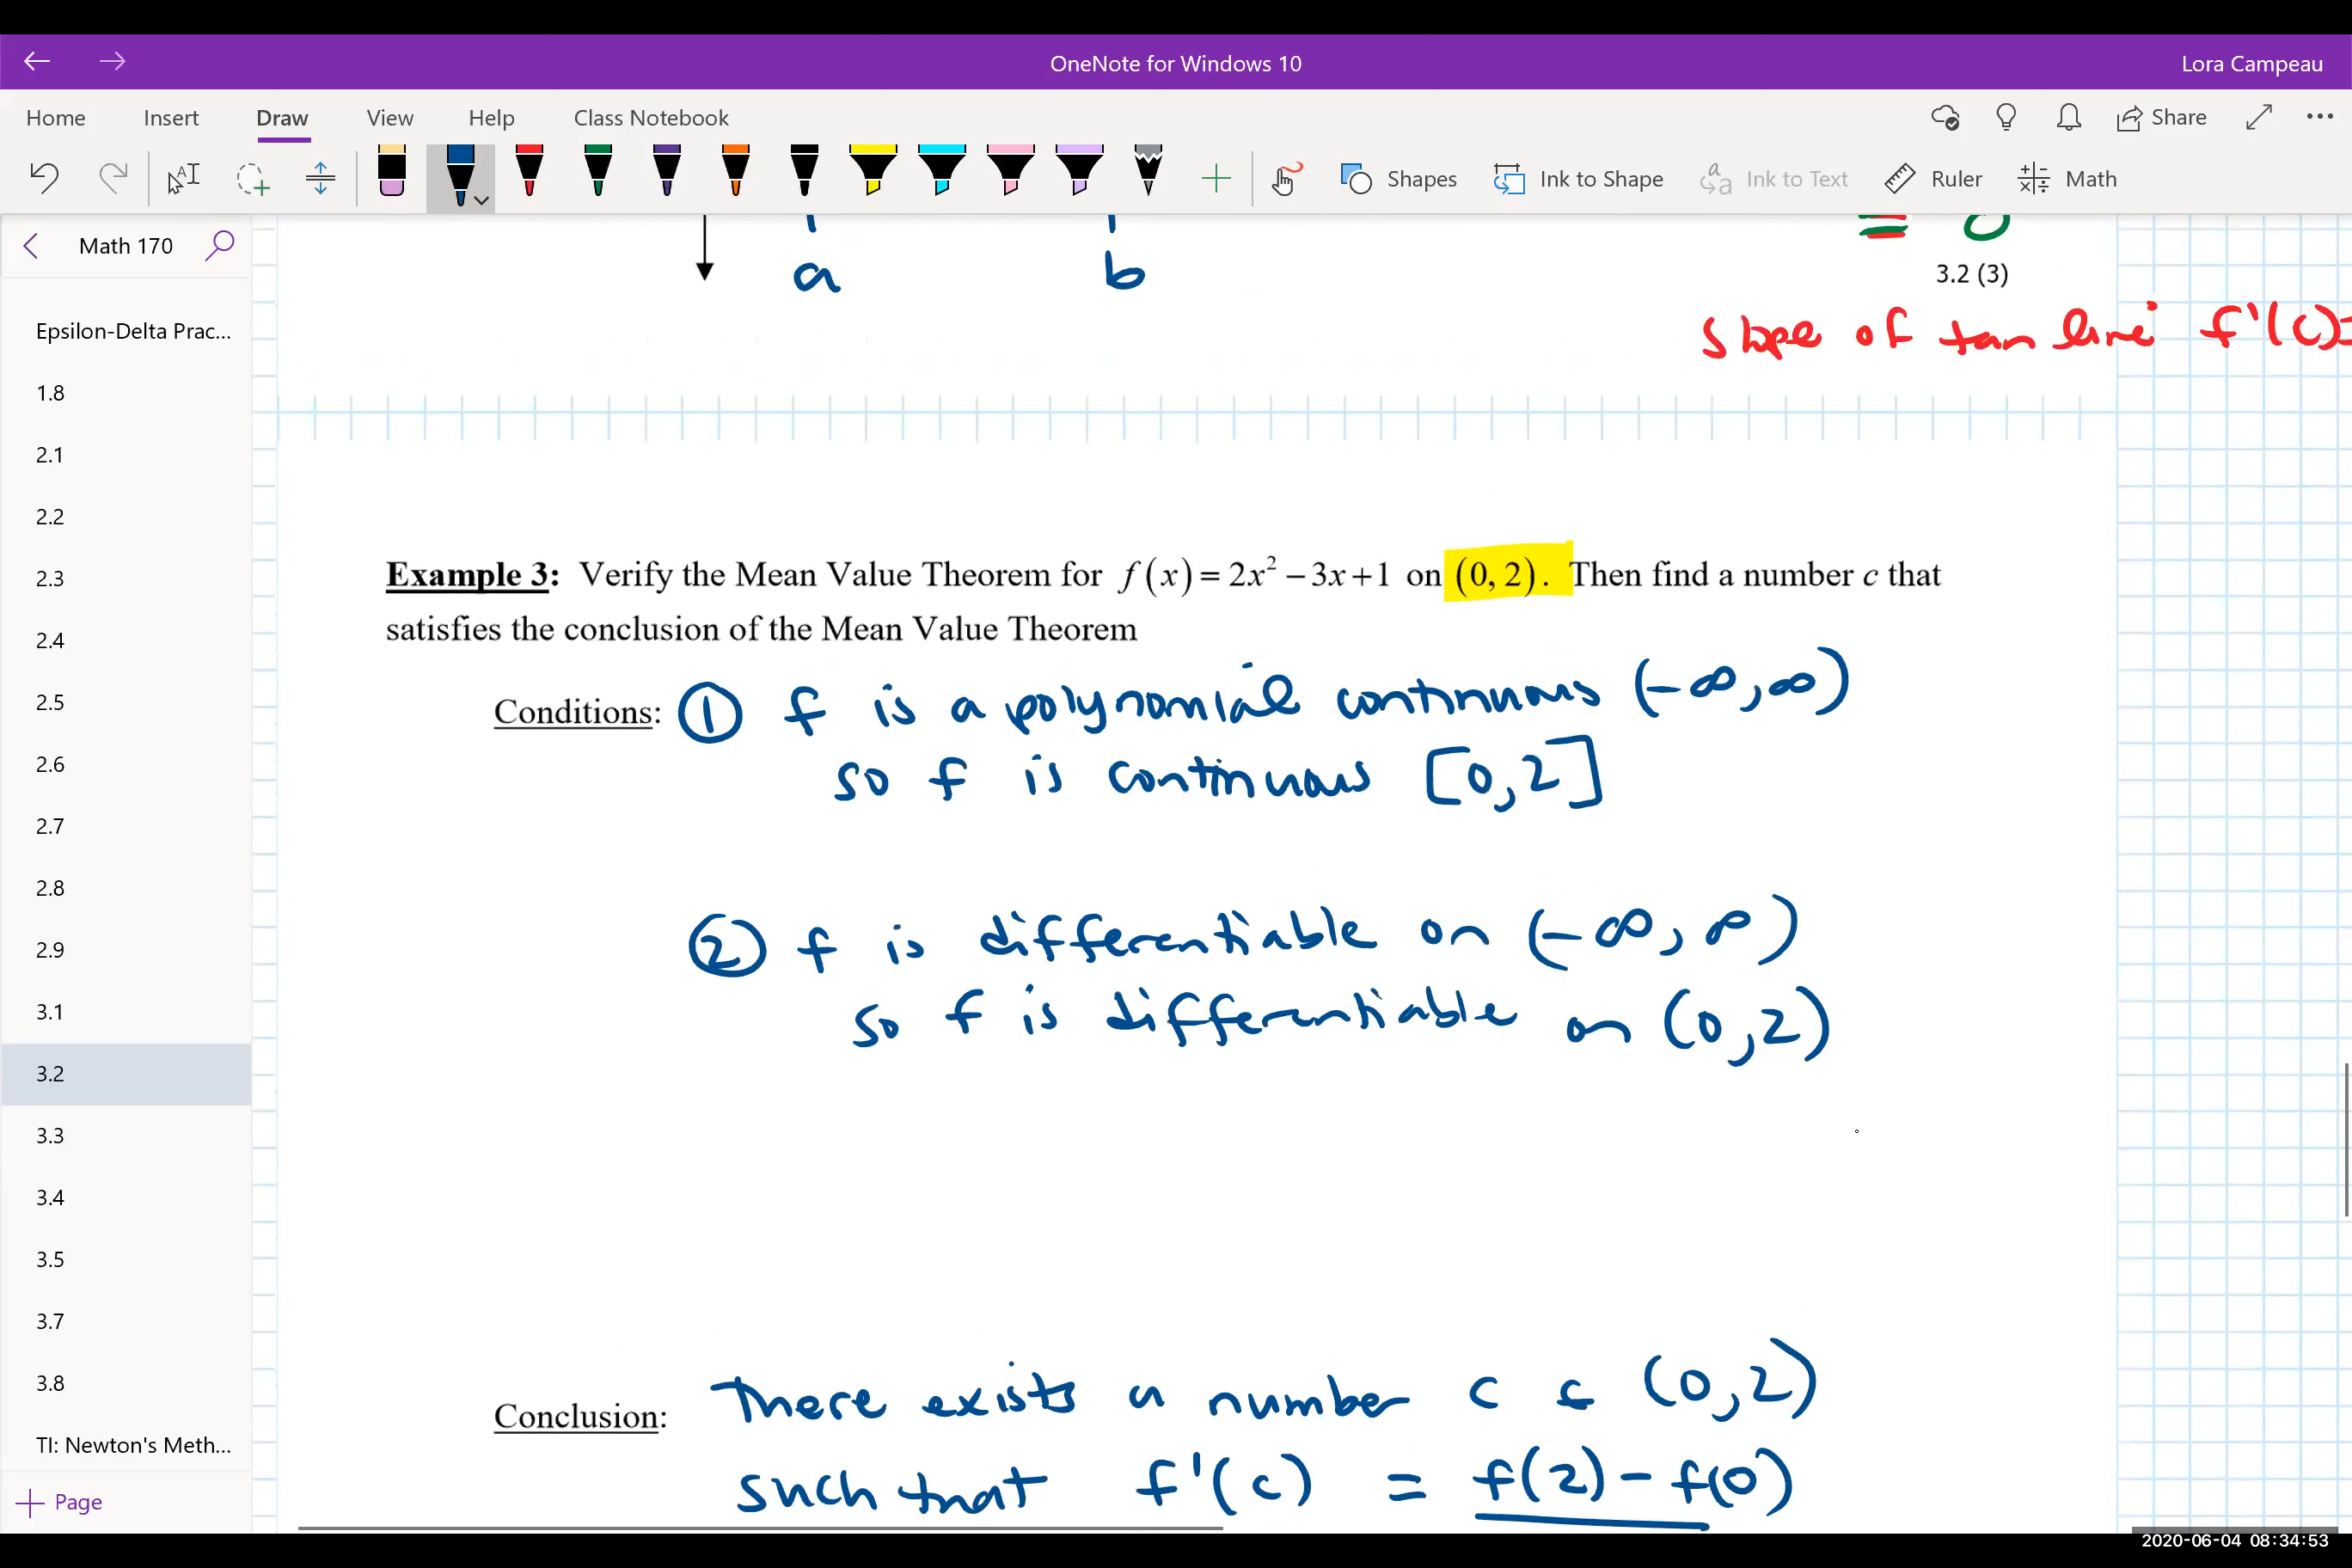 OneNote for Windows 10
Lora Campeau
Home Insert Draw View Help Class Notebook
Share
Shapes Ink to Shape Ink to Text Ruler Math
Math 170
Epsilon-Delta Prac...
1.8
2.1
2.2
2.3
2.4
2.5
2.6
2.7
2.8
2.9
3.1
3.2
3.3
3.4
3.5
3.7
3.8
TI: Newton's Meth...
Page
a b
3.2 (3)
slope of tan line f'(c)=
Example 3: Verify the Mean Value Theorem for f(x) = 2x² − 3x + 1 on (0, 2). Then find a number c that
satisfies the conclusion of the Mean Value Theorem
Conditions: ① f is a polynomial continuous (−∞,∞)
so f is continuous [0,2]
② f is differentiable on (−∞, ∞)
so f is differentiable on (0,2)
Conclusion: There exists a number c ε (0,2)
such that f'(c) = f(2) − f(0)
2020-06-04 08:34:53